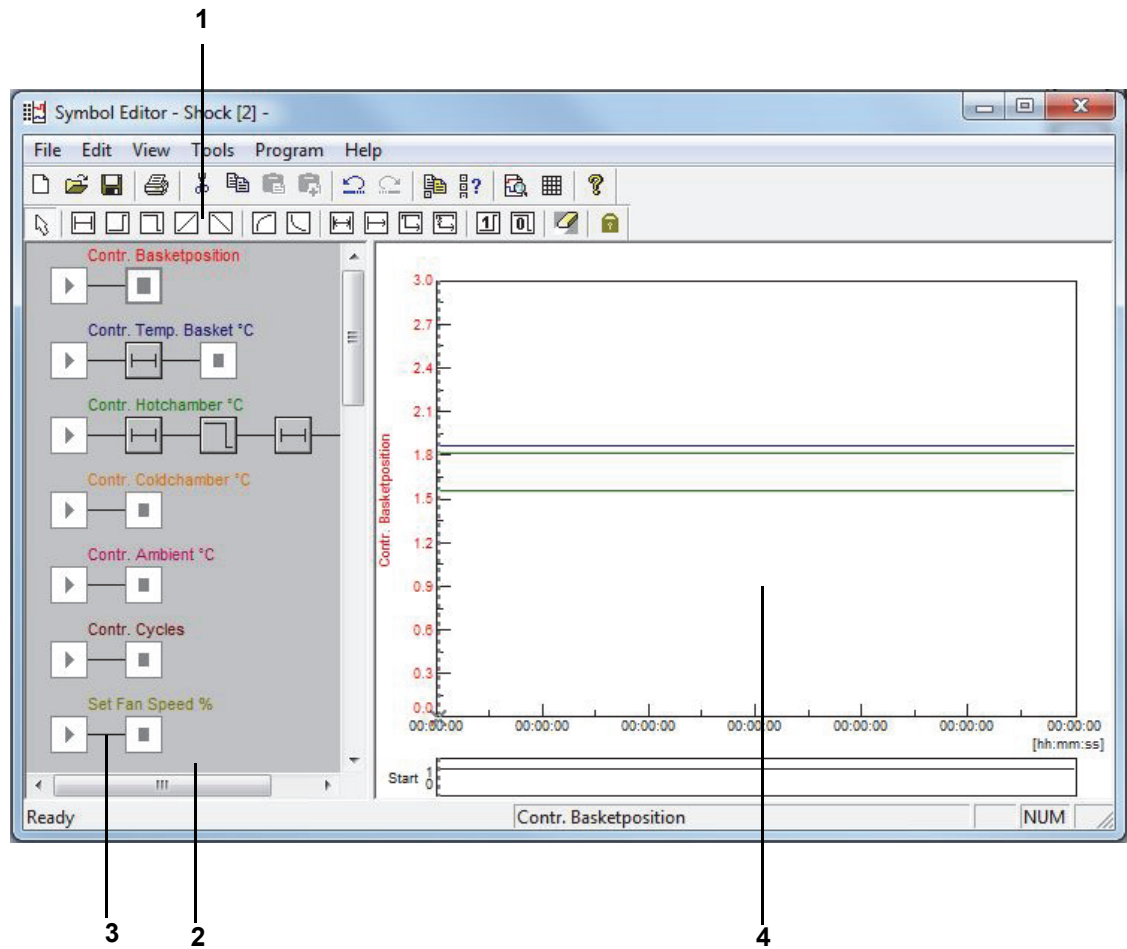 1
Symbol Editor - Shock [2] -
File Edit View Tools Program Help
Contr. Basketposition
Contr. Temp. Basket °C
Contr. Hotchamber °C
Contr. Coldchamber °C
Contr. Ambient °C
Contr. Cycles
Set Fan Speed %
3.0
2.7
2.4
2.1
1.8
1.5
1.2
0.9
0.6
0.3
0.0
Contr. Basketposition
00:00:00 00:00:00 00:00:00 00:00:00 00:00:00 00:00:00 00:00:00
[hh:mm:ss]
Start 1
0
Ready Contr. Basketposition NUM
3 2 4